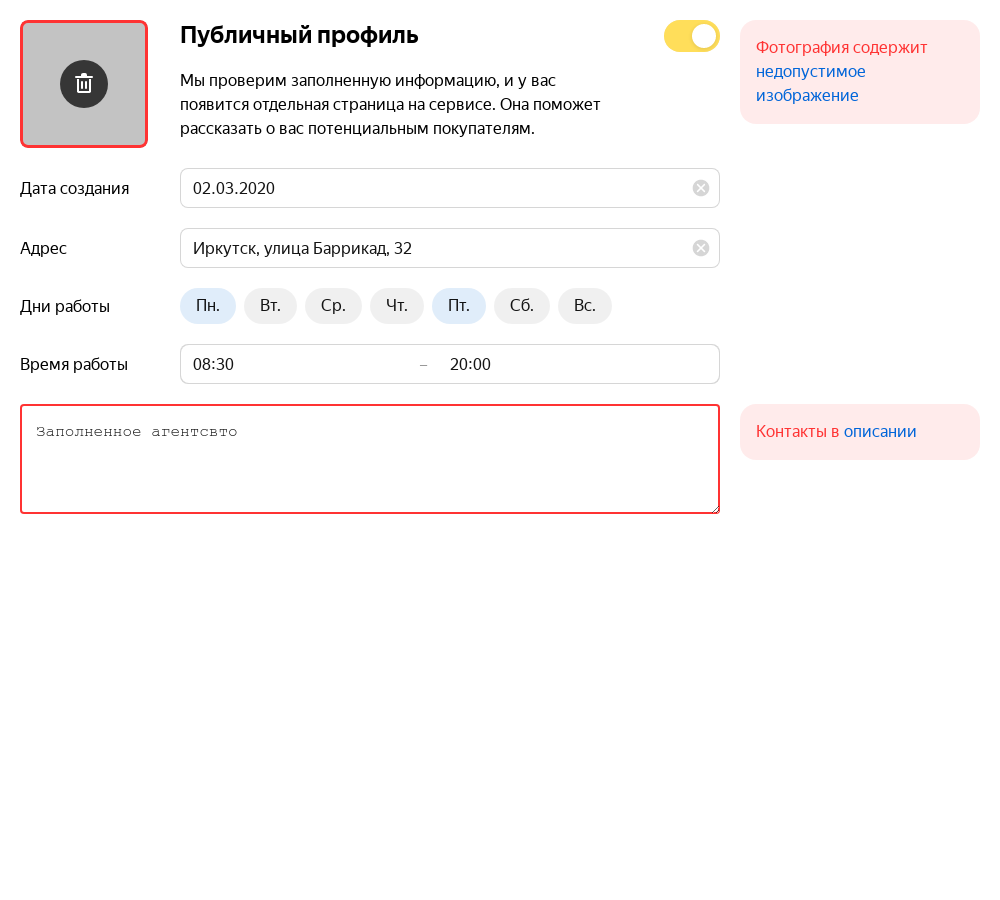 Публичный профиль
Мы проверим заполненную информацию, и у вас
появится отдельная страница на сервисе. Она поможет
рассказать о вас потенциальным покупателям.
Фотография содержит
недопустимое
изображение
Дата создания 02.03.2020
Адрес Иркутск, улица Баррикад, 32
Дни работы Пн. Вт. Ср. Чт. Пт. Сб. Вс.
Время работы 08:30 – 20:00
Заполненное агентсвто
Контакты в описании